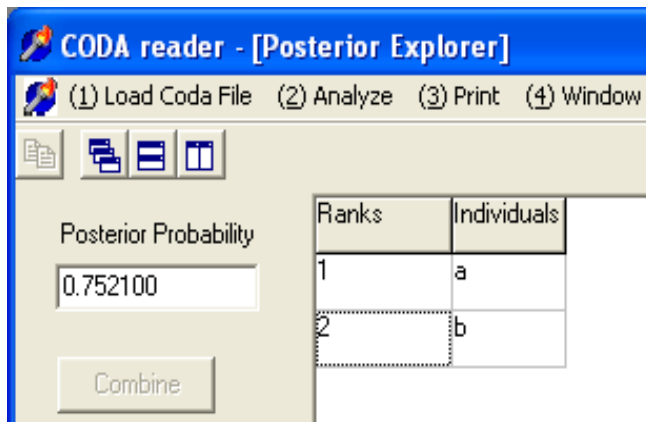 CODA reader - [Posterior Explorer]
(1) Load Coda File (2) Analyze (3) Print (4) Window
Posterior Probability
0.752100
Combine
Ranks Individuals
1 a
2 b